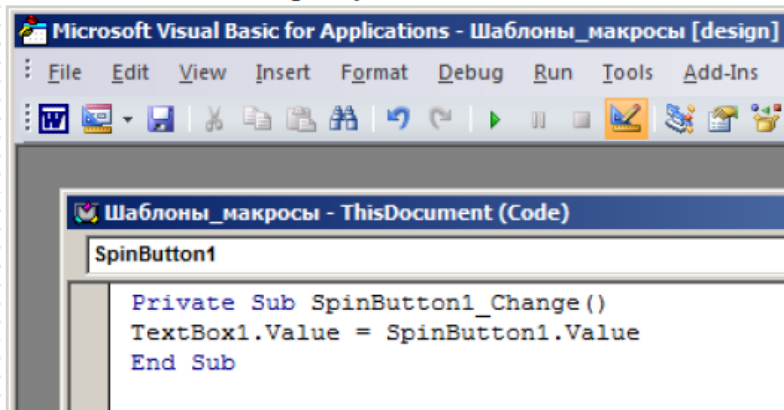 Microsoft Visual Basic for Applications - Шаблоны_макросы [design]
File Edit View Insert Format Debug Run Tools Add-Ins
Шаблоны_макросы - ThisDocument (Code)
SpinButton1
Private Sub SpinButton1_Change()
TextBox1.Value = SpinButton1.Value
End Sub